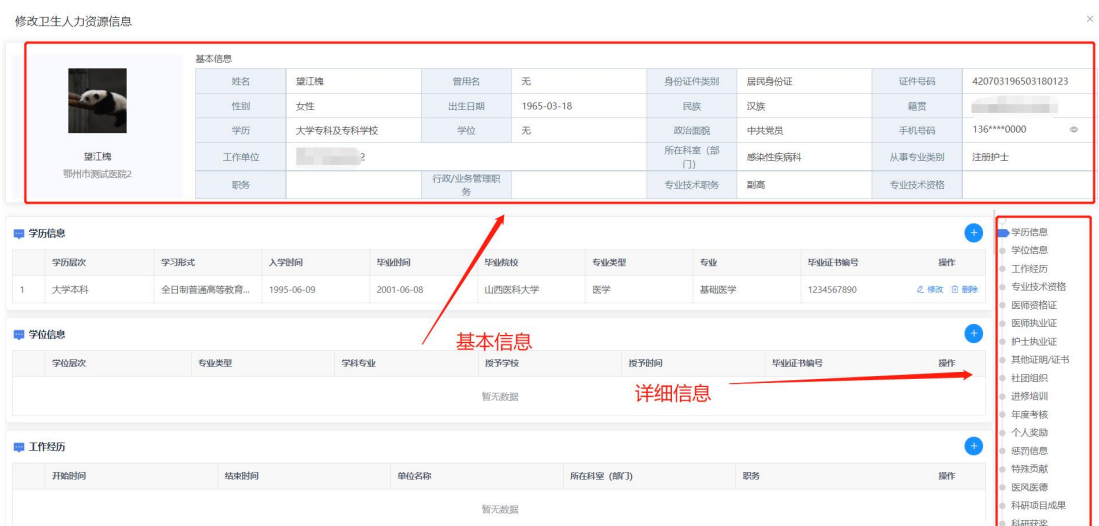 修改卫生人力资源信息
×
基本信息
姓名 望江槐 曾用名 无 身份证件类别 居民身份证 证件号码 420703196503180123
性别 女性 出生日期 1965-03-18 民族 汉族 籍贯
学历 大学专科及专科学校 学位 无 政治面貌 中共党员 手机号码 136****0000
工作单位 2 所在科室（部门） 感染性疾病科 从事专业类别 注册护士
职务 行政/业务管理职务 专业技术职务 副高 专业技术资格
望江槐
鄂州市测试医院2
学历信息
学历层次 学习形式 入学时间 毕业时间 毕业院校 专业类型 专业 毕业证书编号 操作
1 大学本科 全日制普通高等教育... 1995-06-09 2001-06-08 山西医科大学 医学 基础医学 1234567890 修改 删除
基本信息
学位信息
学位层次 专业类型 学科专业 授予学校 授予时间 毕业证书编号 操作
暂无数据
详细信息
工作经历
开始时间 结束时间 单位名称 所在科室（部门） 职务 操作
暂无数据
学历信息
学位信息
工作经历
专业技术资格
医师资格证
医师执业证
护士执业证
其他证明/证书
社团组织
进修培训
年度考核
个人奖励
惩罚信息
特殊贡献
医风医德
科研项目成果
科研获奖